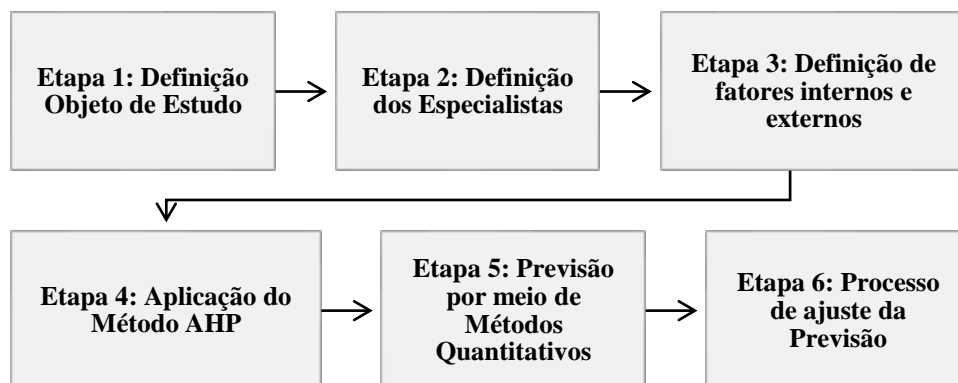 Etapa 1: Definição
Objeto de Estudo
Etapa 2: Definição
dos Especialistas
Etapa 3: Definição de
fatores internos e
externos
Etapa 4: Aplicação do
Método AHP
Etapa 5: Previsão
por meio de
Métodos
Quantitativos
Etapa 6: Processo
de ajuste da
Previsão